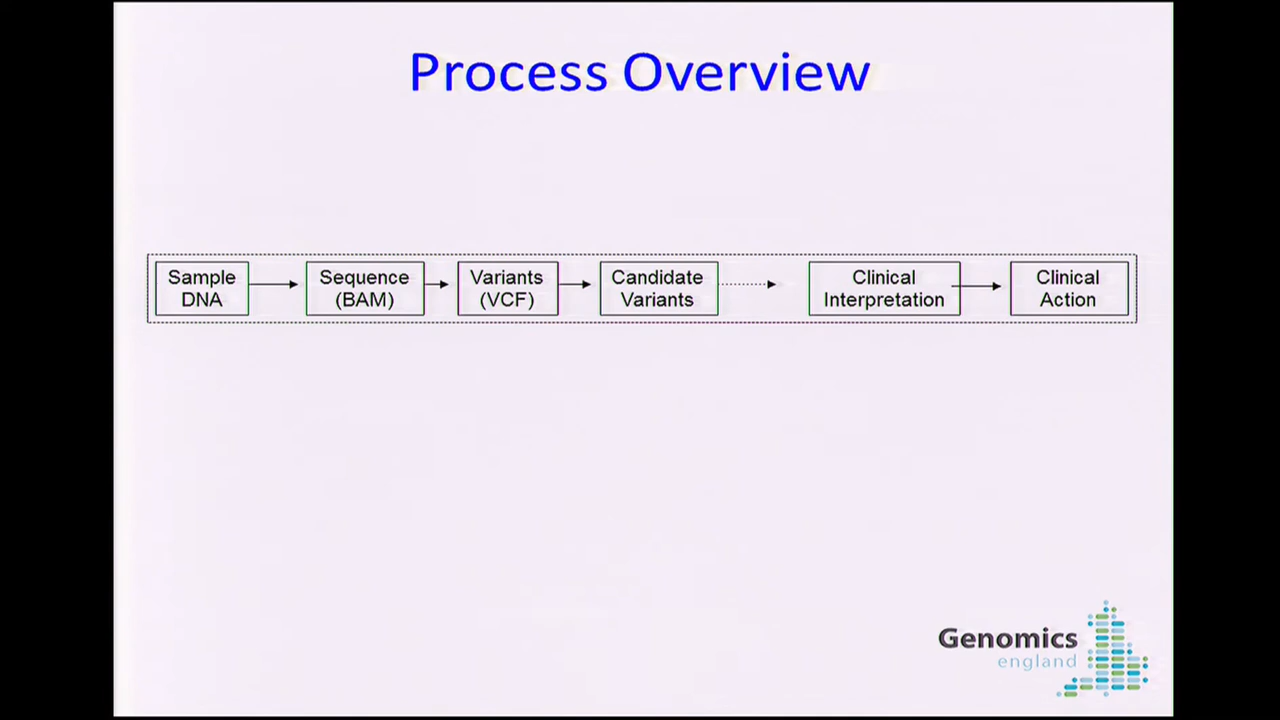 Process Overview
Sample
DNA
Sequence
(BAM)
Variants
(VCF)
Candidate
Variants
Clinical
Interpretation
Clinical
Action
Genomics
england